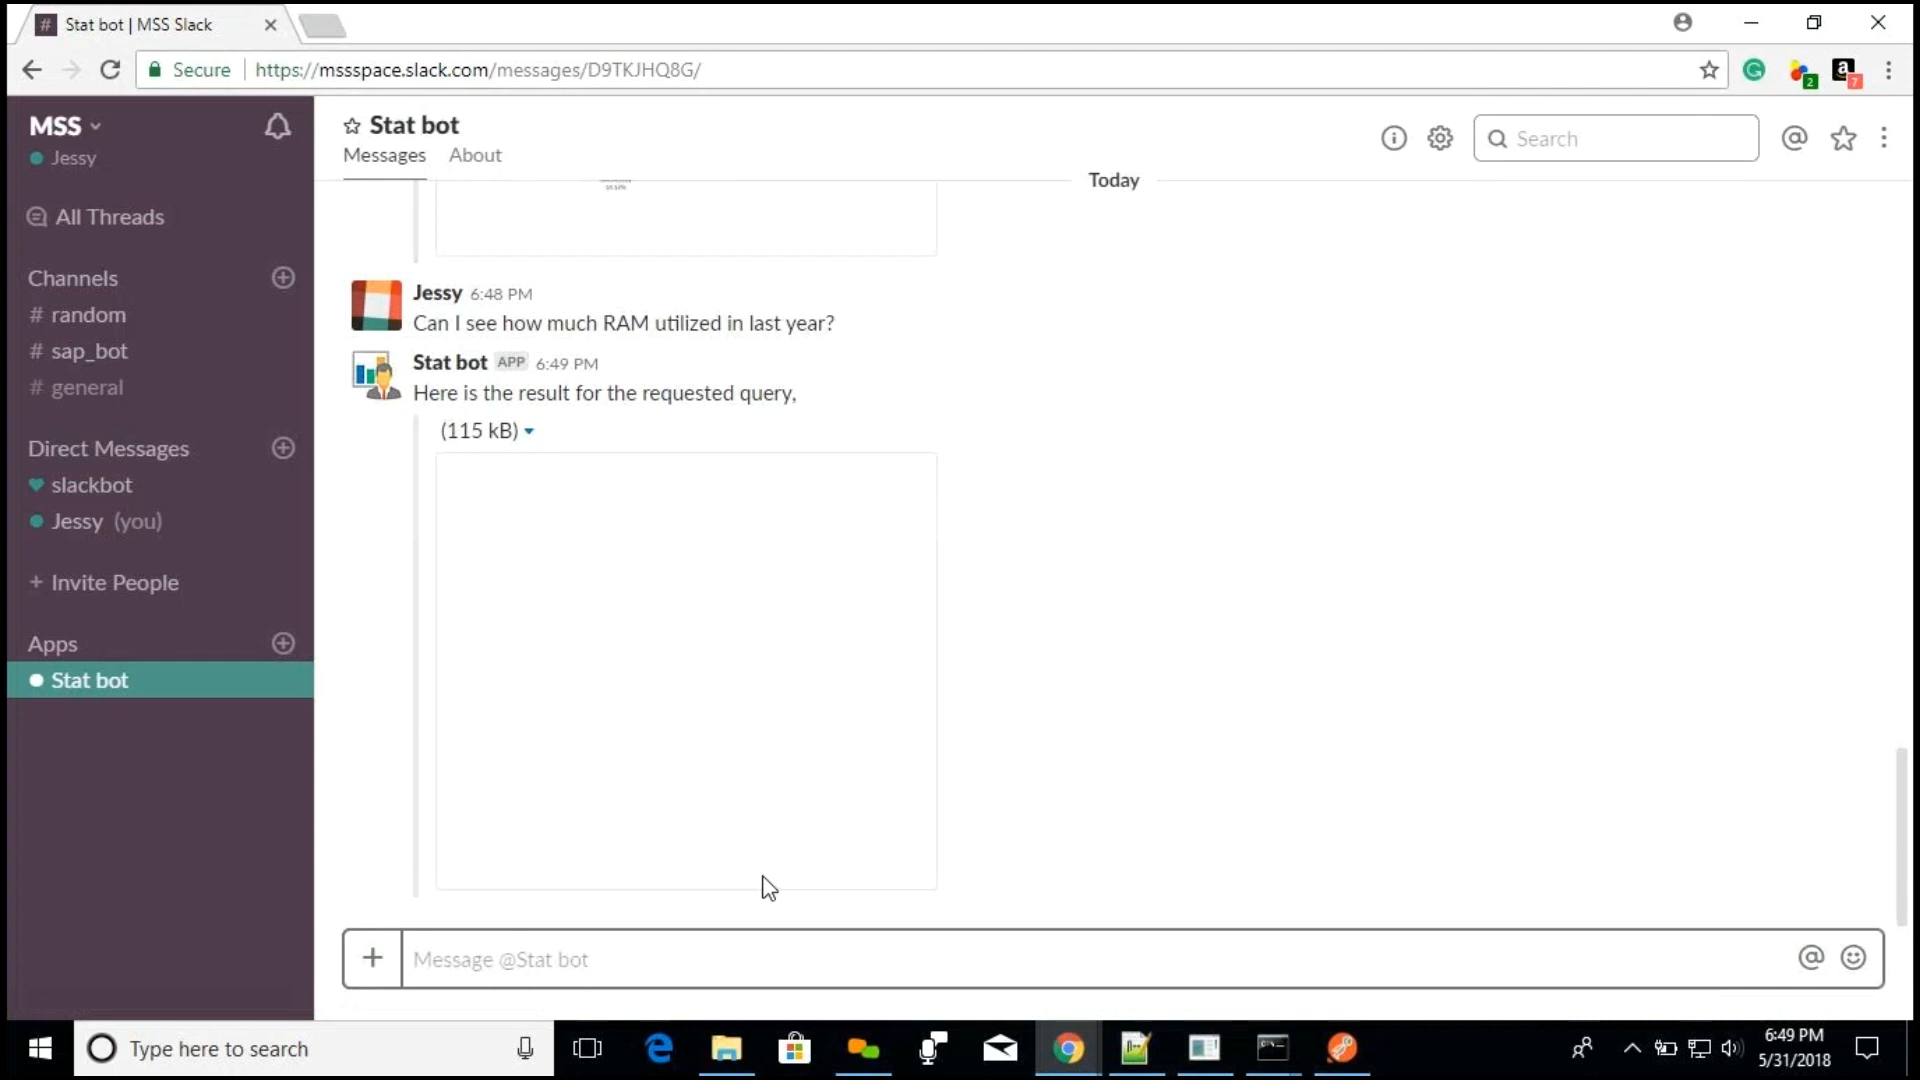 Stat bot | MSS Slack
Secure
https://mssspace.slack.com/messages/D9TKJHQ8G/
2
a
7
MSS
Jessy
All Threads
Channels
# random
# sap_bot
# general
Direct Messages
slackbot
Jessy (you)
+ Invite People
Apps
Stat bot
Stat bot
Messages About
Search
Today
Jessy 6:48 PM
Can I see how much RAM utilized in last year?
Stat bot APP 6:49 PM
Here is the result for the requested query,
(115 kB)
Message @Stat bot
Type here to search
6:49 PM
5/31/2018